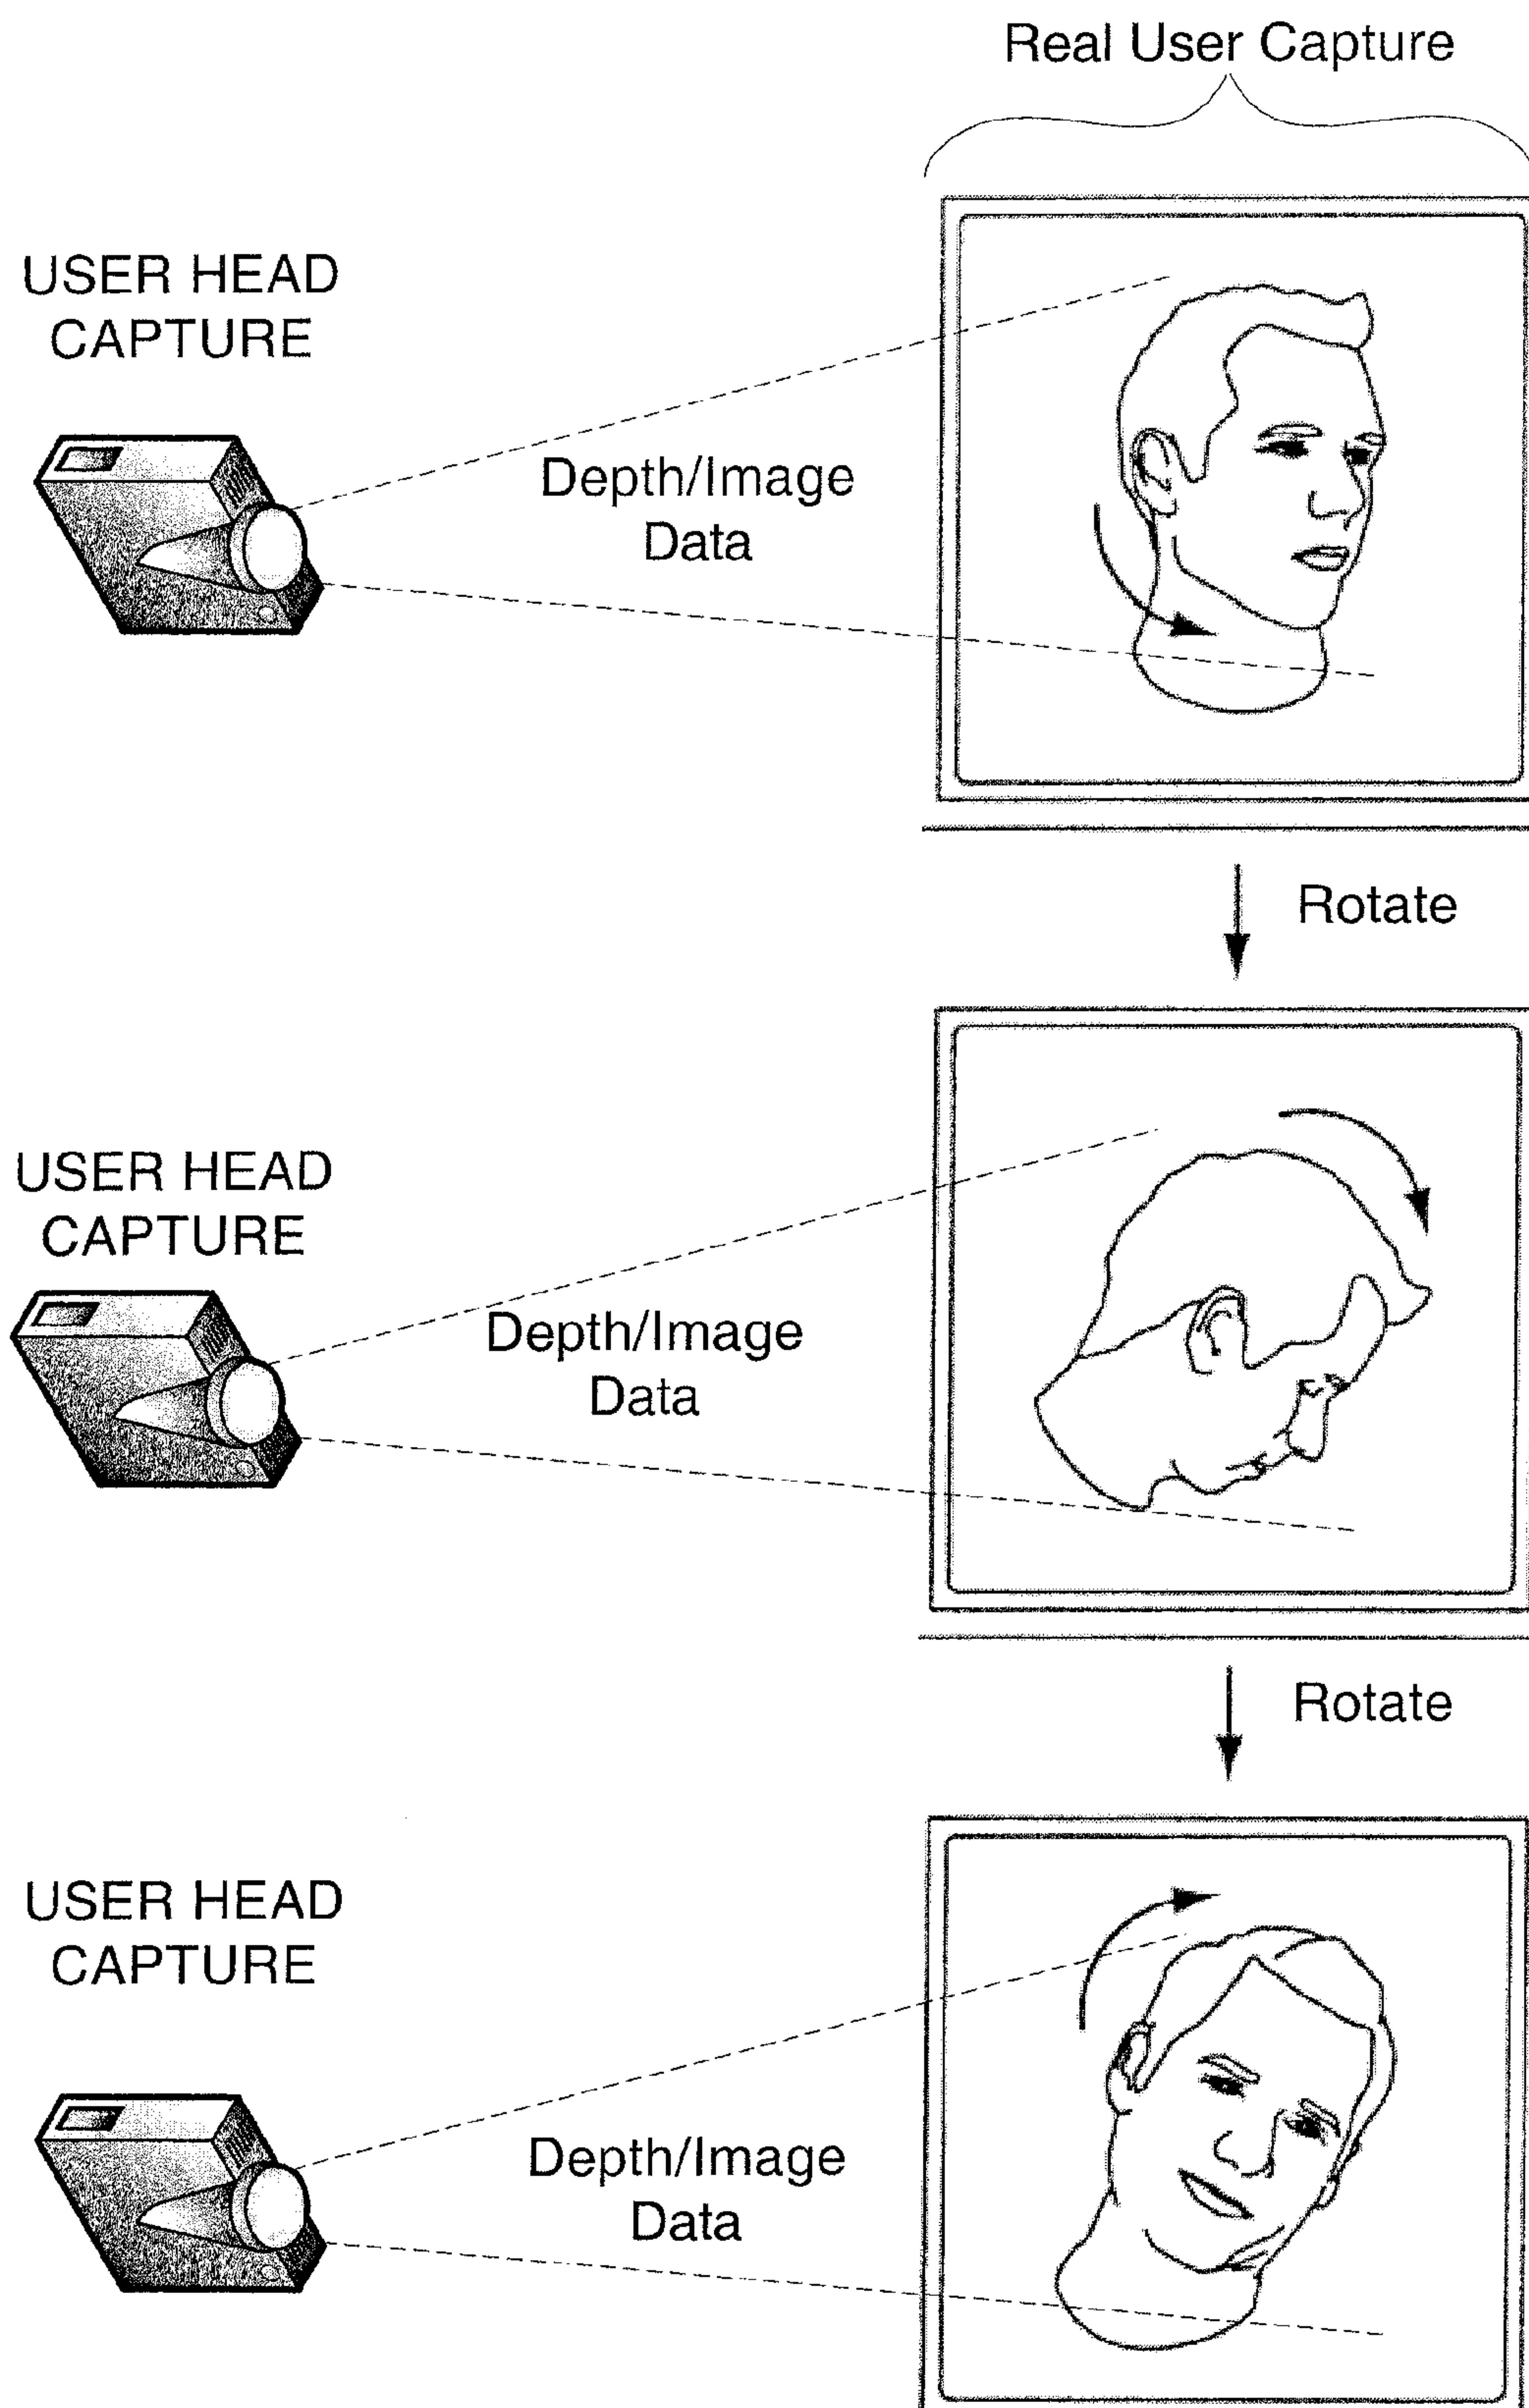 Real User Capture
USER HEAD
CAPTURE
Depth/Image
Data
Rotate
USER HEAD
CAPTURE
Depth/Image
Data
Rotate
USER HEAD
CAPTURE
Depth/Image
Data